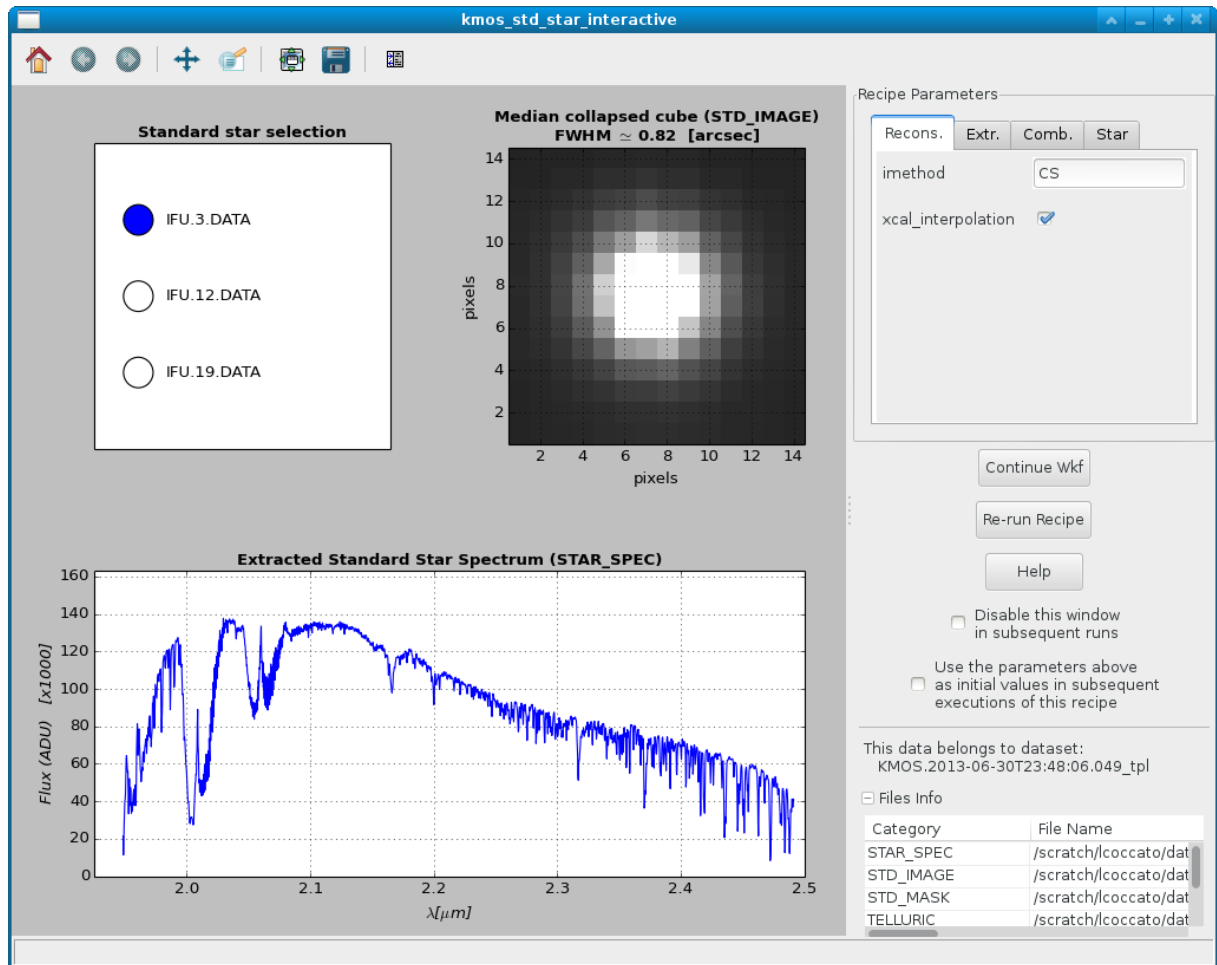 kmos_std_star_interactive
Standard star selection
IFU.3.DATA
IFU.12.DATA
IFU.19.DATA
Median collapsed cube (STD_IMAGE)
FWHM ≃ 0.82 [arcsec]
14
12
10
8
6
4
2
pixels
2 4 6 8 10 12 14
pixels
Extracted Standard Star Spectrum (STAR_SPEC)
160
140
120
100
80
60
40
20
0
Flux (ADU) [x1000]
2.0 2.1 2.2 2.3 2.4 2.5
λ[μm]
Recipe Parameters
Recons. Extr. Comb. Star
imethod CS
xcal_interpolation
Continue Wkf
Re-run Recipe
Help
Disable this window
in subsequent runs
Use the parameters above
as initial values in subsequent
executions of this recipe
This data belongs to dataset:
KMOS.2013-06-30T23:48:06.049_tpl
Files Info
Category File Name
STAR_SPEC /scratch/lcoccato/dat
STD_IMAGE /scratch/lcoccato/dat
STD_MASK /scratch/lcoccato/dat
TELLURIC /scratch/lcoccato/dat